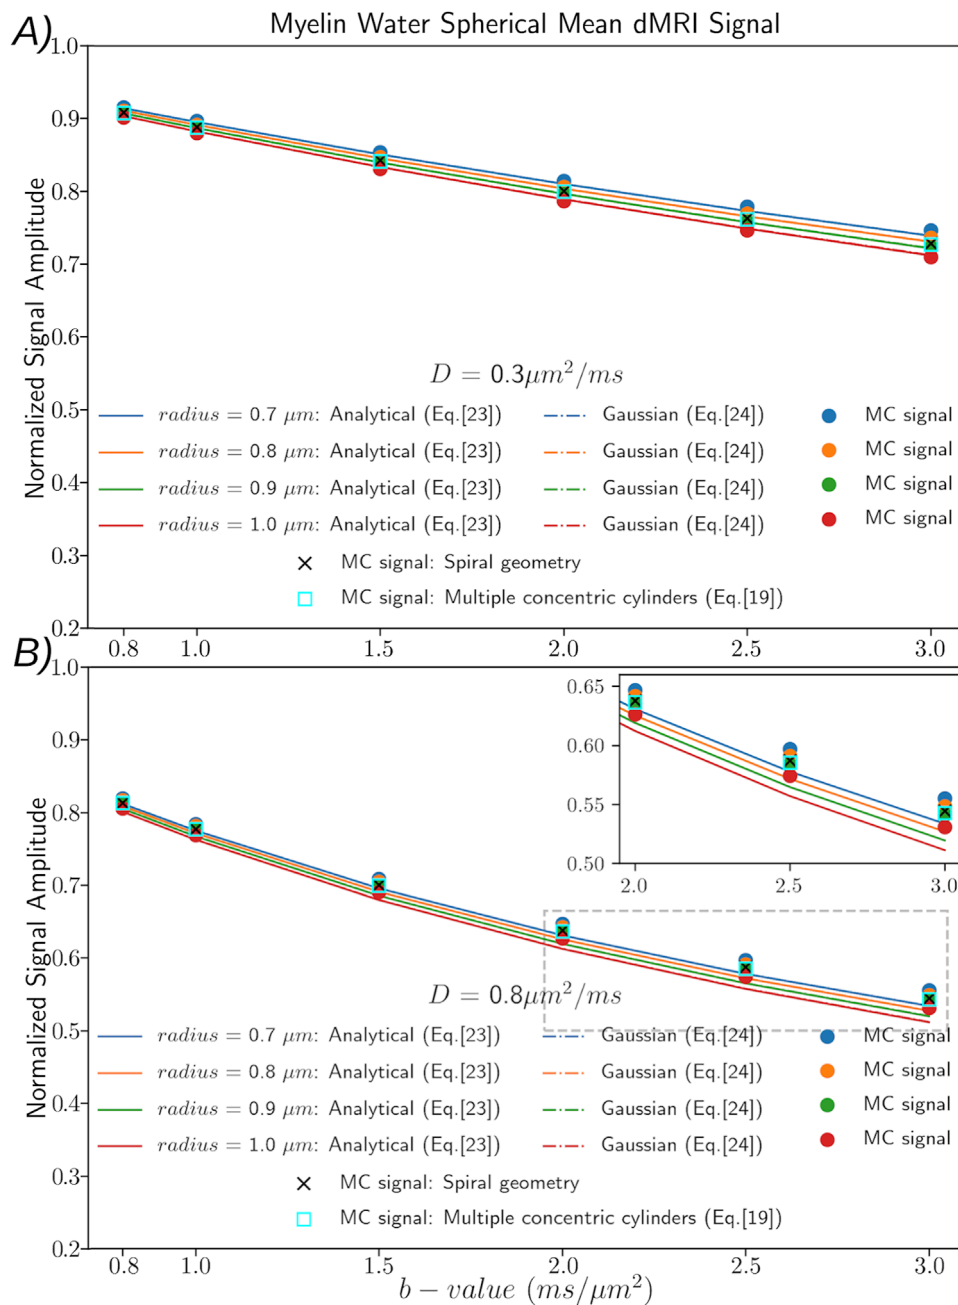 Myelin Water Spherical Mean dMRI Signal
A)
1.0
0.9
0.8
0.7
0.6
0.5
0.4
0.3
0.2
Normalized Signal Amplitude
D = 0.3μm²/ms
radius = 0.7 μm: Analytical (Eq.[23]) Gaussian (Eq.[24]) MC signal
radius = 0.8 μm: Analytical (Eq.[23]) Gaussian (Eq.[24]) MC signal
radius = 0.9 μm: Analytical (Eq.[23]) Gaussian (Eq.[24]) MC signal
radius = 1.0 μm: Analytical (Eq.[23]) Gaussian (Eq.[24]) MC signal
MC signal: Spiral geometry
MC signal: Multiple concentric cylinders (Eq.[19])
0.8 1.0 1.5 2.0 2.5 3.0
B)
1.0
0.9
0.8
0.7
0.6
0.5
0.4
0.3
0.2
Normalized Signal Amplitude
0.65
0.60
0.55
0.50
2.0 2.5 3.0
D = 0.8μm²/ms
radius = 0.7 μm: Analytical (Eq.[23]) Gaussian (Eq.[24]) MC signal
radius = 0.8 μm: Analytical (Eq.[23]) Gaussian (Eq.[24]) MC signal
radius = 0.9 μm: Analytical (Eq.[23]) Gaussian (Eq.[24]) MC signal
radius = 1.0 μm: Analytical (Eq.[23]) Gaussian (Eq.[24]) MC signal
MC signal: Spiral geometry
MC signal: Multiple concentric cylinders (Eq.[19])
0.8 1.0 1.5 2.0 2.5 3.0
b − value (ms/μm²)